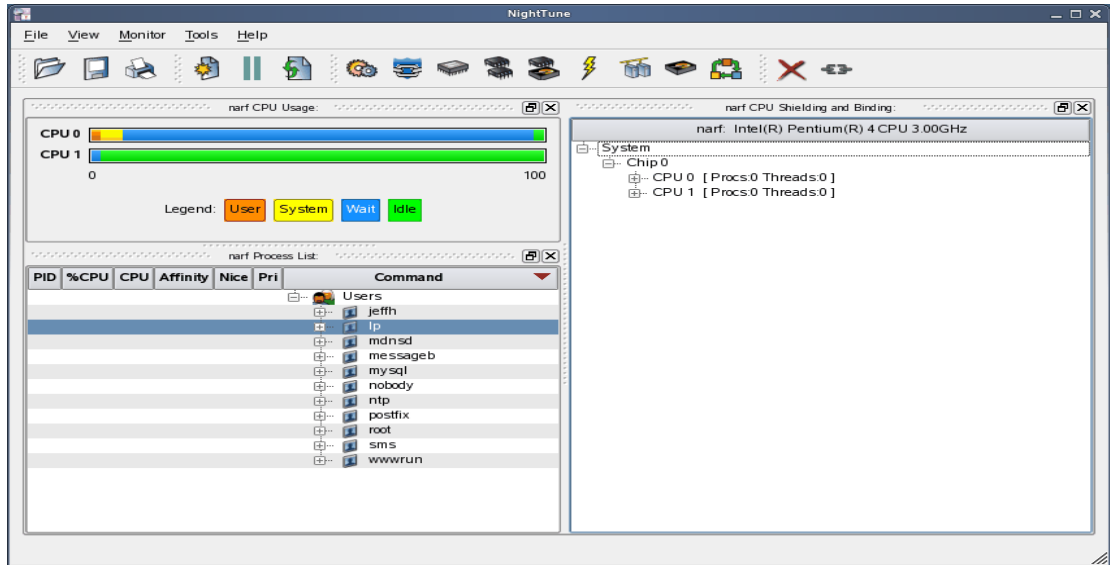 NightTune
File View Monitor Tools Help
narf CPU Usage:
CPU 0
CPU 1
0 100
Legend: User System Wait Idle
narf Process List:
PID %CPU CPU Affinity Nice Pri Command
Users
jeffh
lp
mdnsd
messageb
mysql
nobody
ntp
postfix
root
sms
wwwrun
narf CPU Shielding and Binding:
narf: Intel(R) Pentium(R) 4 CPU 3.00GHz
System
Chip 0
CPU 0 [ Procs:0 Threads:0 ]
CPU 1 [ Procs:0 Threads:0 ]